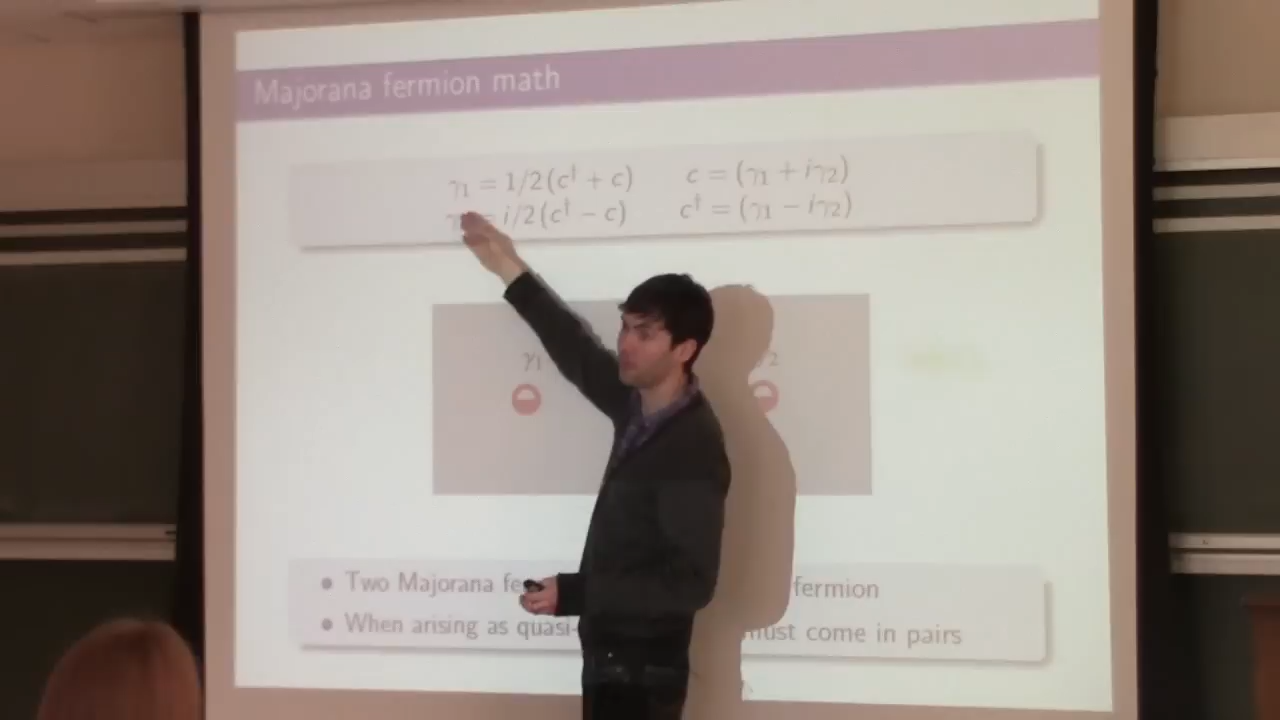 Majorana fermion math
γ₁ = 1/2(c† + c) c = (γ₁ + iγ₂)
= i/2(c† − c) c† = (γ₁ − iγ₂)
γ₁ 2
• Two Majorana fe fermion
• When arising as quasi- must come in pairs